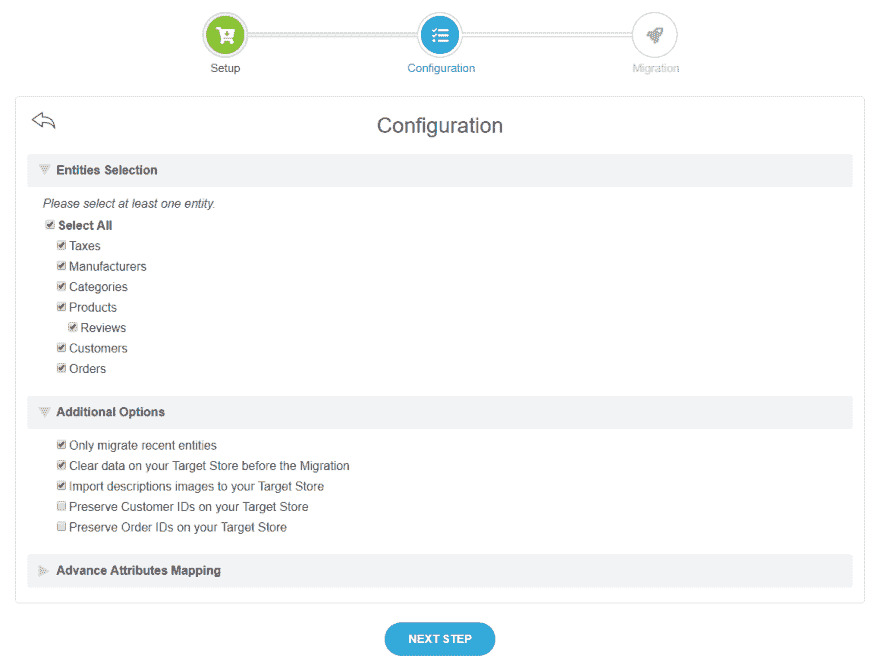 Setup
Configuration
Migration
Configuration
Entities Selection
Please select at least one entity.
Select All
Taxes
Manufacturers
Categories
Products
Reviews
Customers
Orders
Additional Options
Only migrate recent entities
Clear data on your Target Store before the Migration
Import descriptions images to your Target Store
Preserve Customer IDs on your Target Store
Preserve Order IDs on your Target Store
Advance Attributes Mapping
NEXT STEP